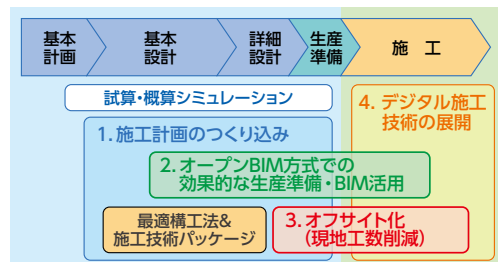 基本
計画
基本
設計
詳細
設計
生産
準備
施 工
試算・概算シミュレーション
1.施工計画のつくり込み
4. デジタル施工
技術の展開
2.オープンBIM方式での
効果的な生産準備・BIM活用
最適構工法&
施工技術パッケージ
3.オフサイト化
(現地工数削減)